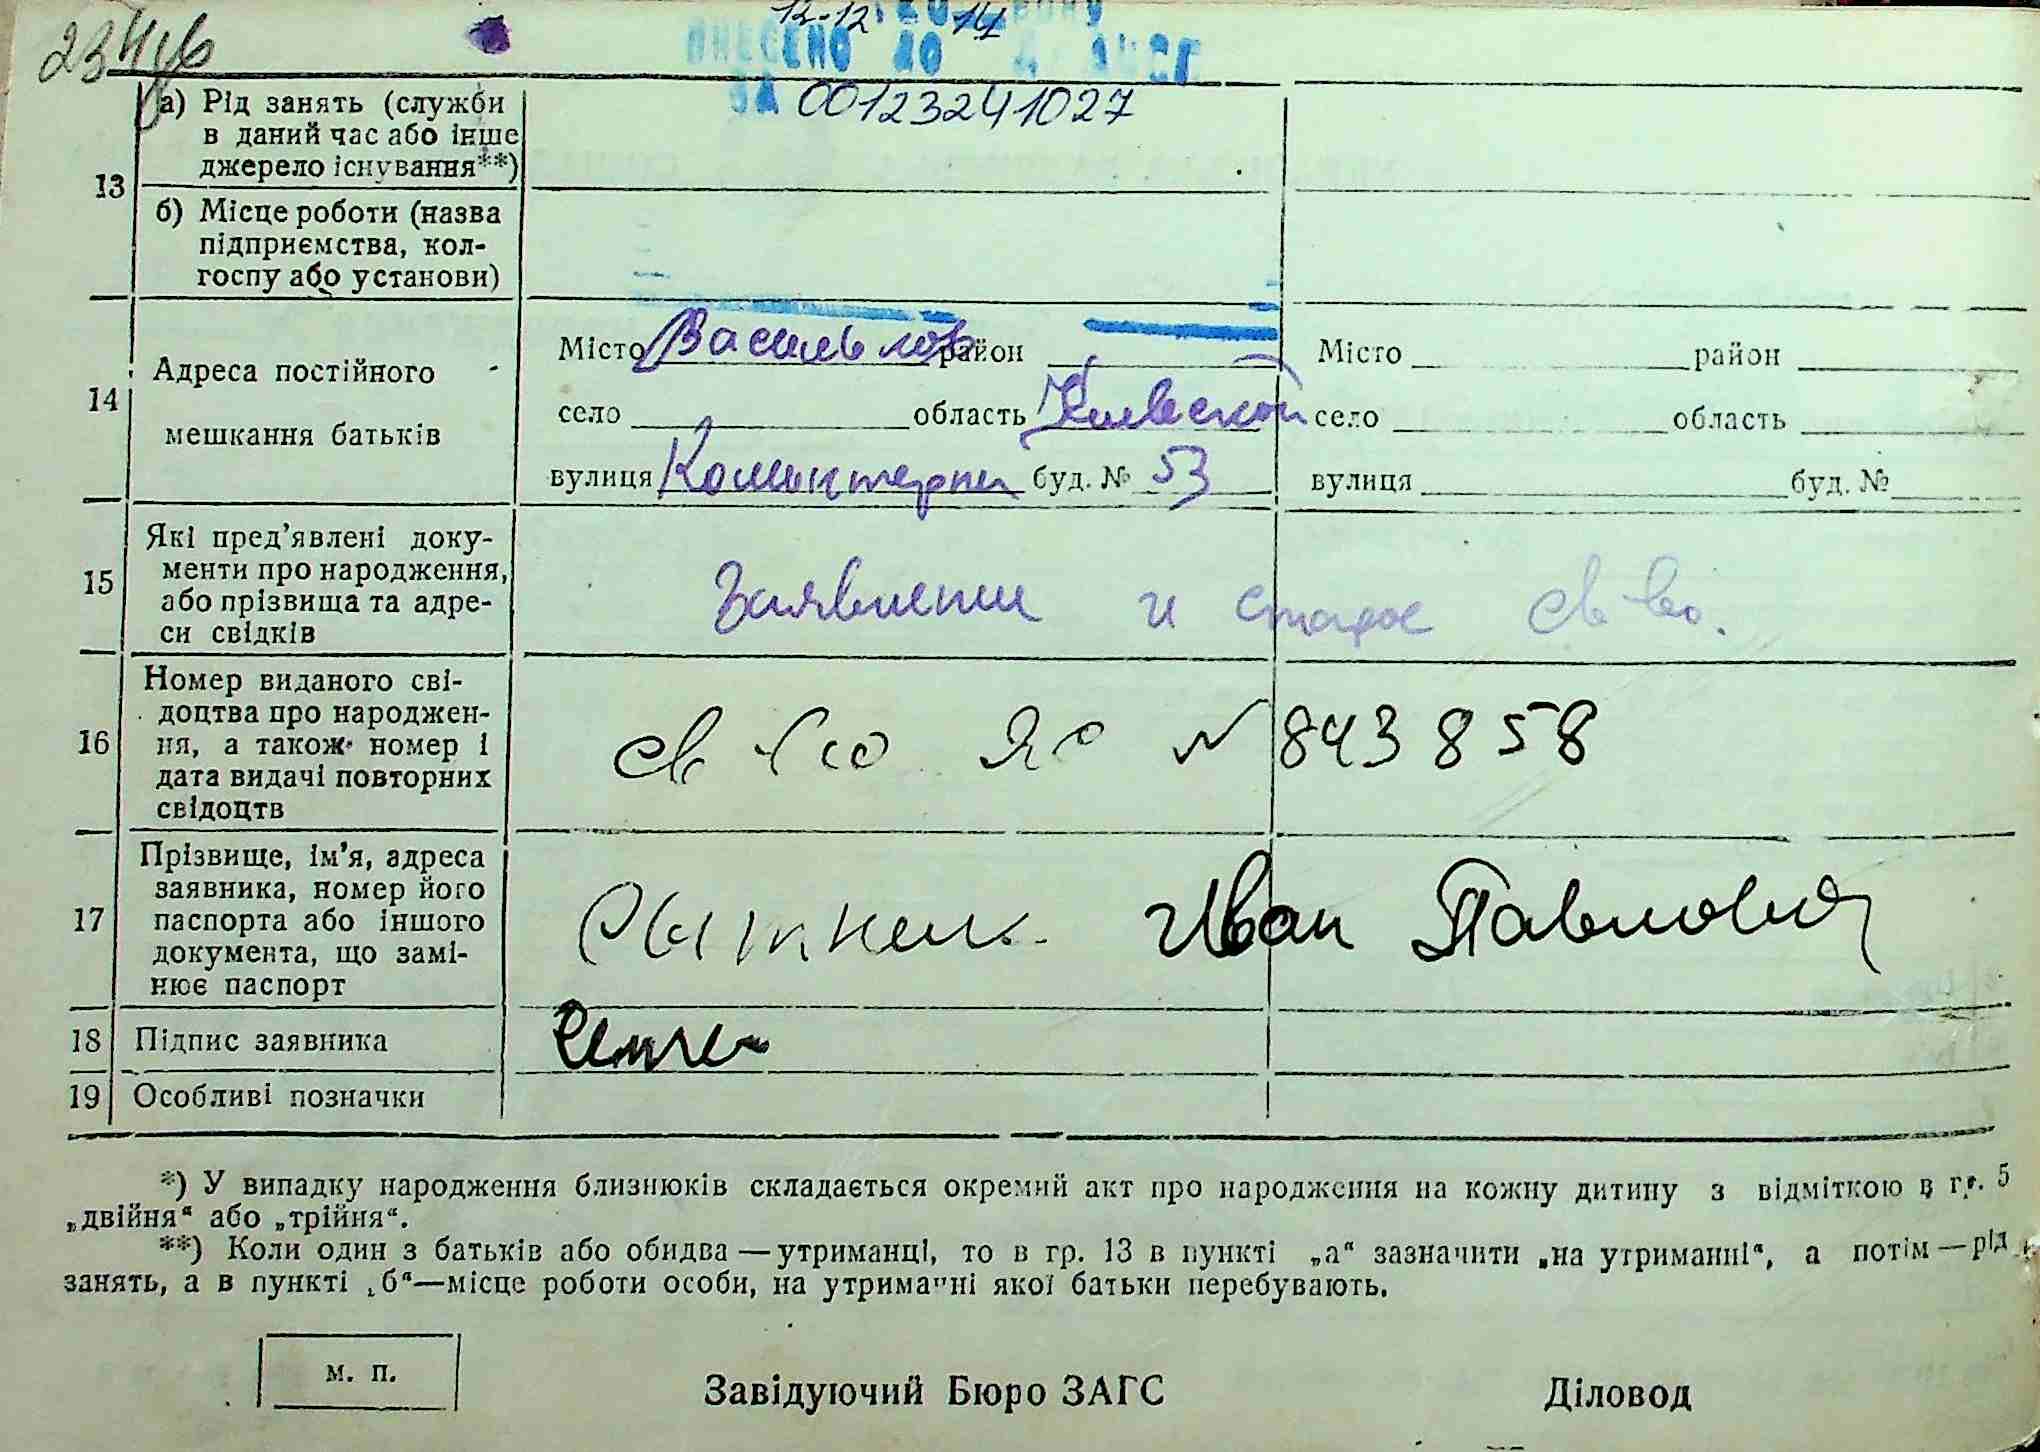 12-12 14
ВНЕСЕНО ДО
ЗА 001232241027
13
а) Рід занять (служби
в даний час або інше
джерело існування**)
б) Місце роботи (назва
підприємства, кол-
госпу або установи)
14
Адреса постійного
мешкання батьків
Місто Васильков район
село область Киевской
вулиця Коминтерна буд. № 53
Місто район
село область
вулиця буд. №
15
Які пред’явлені доку-
менти про народження,
або прізвища та адре-
си свідків
Заявление и старое св во.
16
Номер виданого сві-
доцтва про народжен-
ня, а також номер і
дата видачі повторних
свідоцтв
св во ЯС № 843858
17
Прізвище, ім’я, адреса
заявника, номер його
паспорта або іншого
документа, що замі-
нює паспорт
Иван Павлович
18
Підпис заявника
19
Особливі позначки
*) У випадку народження близнюків складається окремий акт про народження на кожну дитину з відміткою в гр. 5
„двійня“ або „трійня“.
**) Коли один з батьків або обидва — утриманці, то в гр. 13 в пункті „а“ зазначити „на утриманні“, а потім — рід
занять, а в пункті „б“—місце роботи особи, на утриманні якої батьки перебувають.
м. п.
Завідуючий Бюро ЗАГС
Діловод